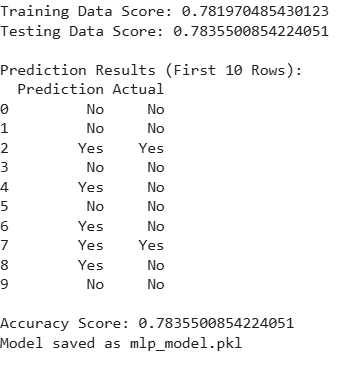 Training Data Score: 0.781970485430123
Testing Data Score: 0.7835500854224051
Prediction Results (First 10 Rows):
Prediction Actual
0 No No
1 No No
2 Yes Yes
3 No No
4 Yes No
5 No No
6 Yes No
7 Yes Yes
8 Yes No
9 No No
Accuracy Score: 0.7835500854224051
Model saved as mlp_model.pkl